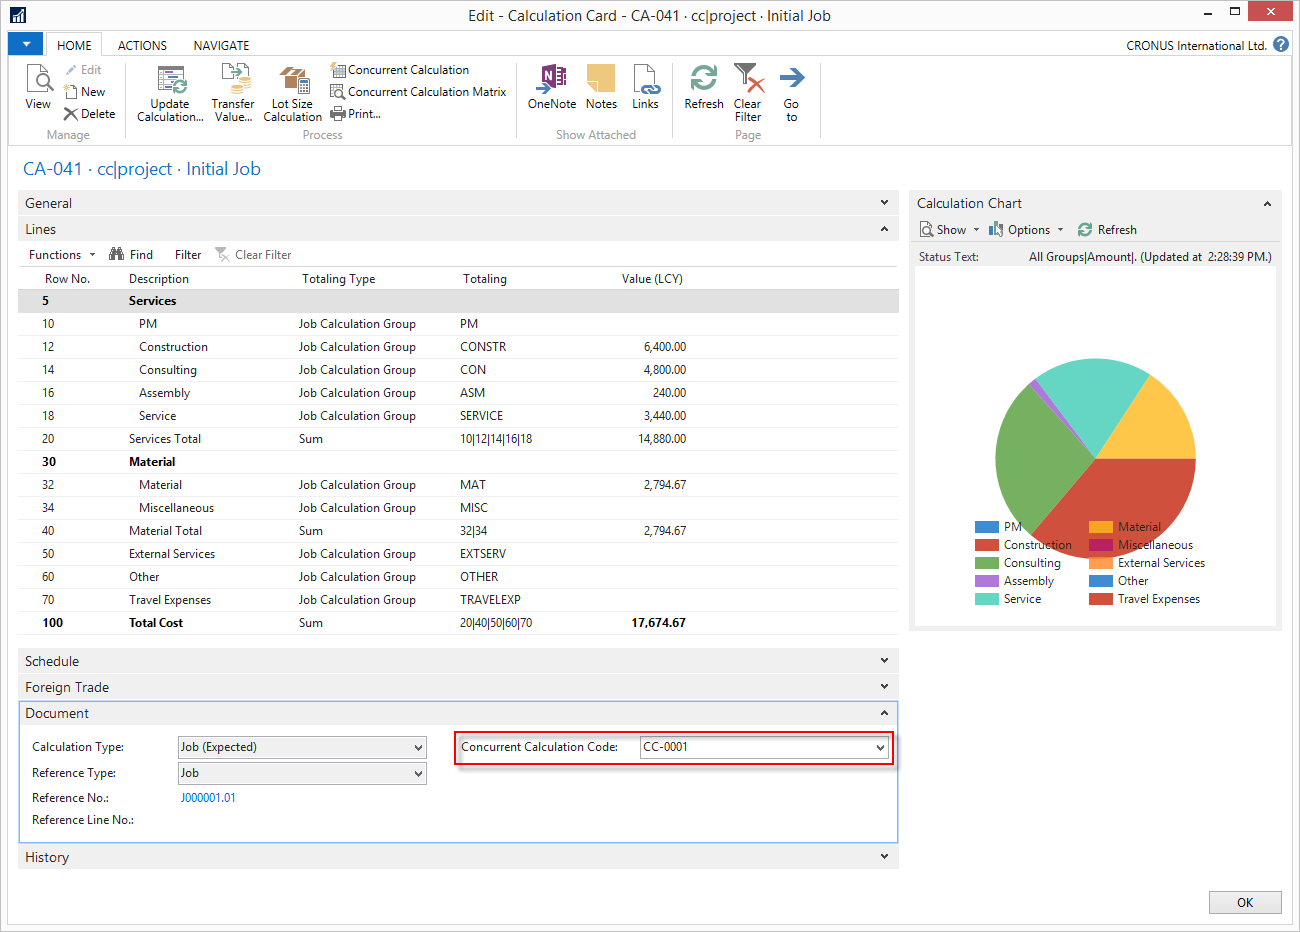 Edit - Calculation Card - CA-041 · cc|project · Initial Job
HOME ACTIONS NAVIGATE CRONUS International Ltd. ?
View Edit New Delete
Manage
Update Calculation...
Transfer Value...
Lot Size Calculation
Concurrent Calculation
Concurrent Calculation Matrix
Print...
Process
OneNote Notes Links
Show Attached
Refresh
Clear Filter
Go to
Page
CA-041 · cc|project · Initial Job
General
Lines
Functions Find Filter Clear Filter
Row No. Description Totaling Type Totaling Value (LCY)
5 Services
10 PM Job Calculation Group PM
12 Construction Job Calculation Group CONSTR 6,400.00
14 Consulting Job Calculation Group CON 4,800.00
16 Assembly Job Calculation Group ASM 240.00
18 Service Job Calculation Group SERVICE 3,440.00
20 Services Total Sum 10|12|14|16|18 14,880.00
30 Material
32 Material Job Calculation Group MAT 2,794.67
34 Miscellaneous Job Calculation Group MISC
40 Material Total Sum 32|34 2,794.67
50 External Services Job Calculation Group EXTSERV
60 Other Job Calculation Group OTHER
70 Travel Expenses Job Calculation Group TRAVELEXP
100 Total Cost Sum 20|40|50|60|70 17,674.67
Schedule
Foreign Trade
Document
Calculation Type: Job (Expected) Concurrent Calculation Code: CC-0001
Reference Type: Job
Reference No.: J000001.01
Reference Line No.:
History
Calculation Chart
Show Options Refresh
Status Text: All Groups|Amount|. (Updated at 2:28:39 PM.)
PM Material
Construction Miscellaneous
Consulting External Services
Assembly Other
Service Travel Expenses
OK